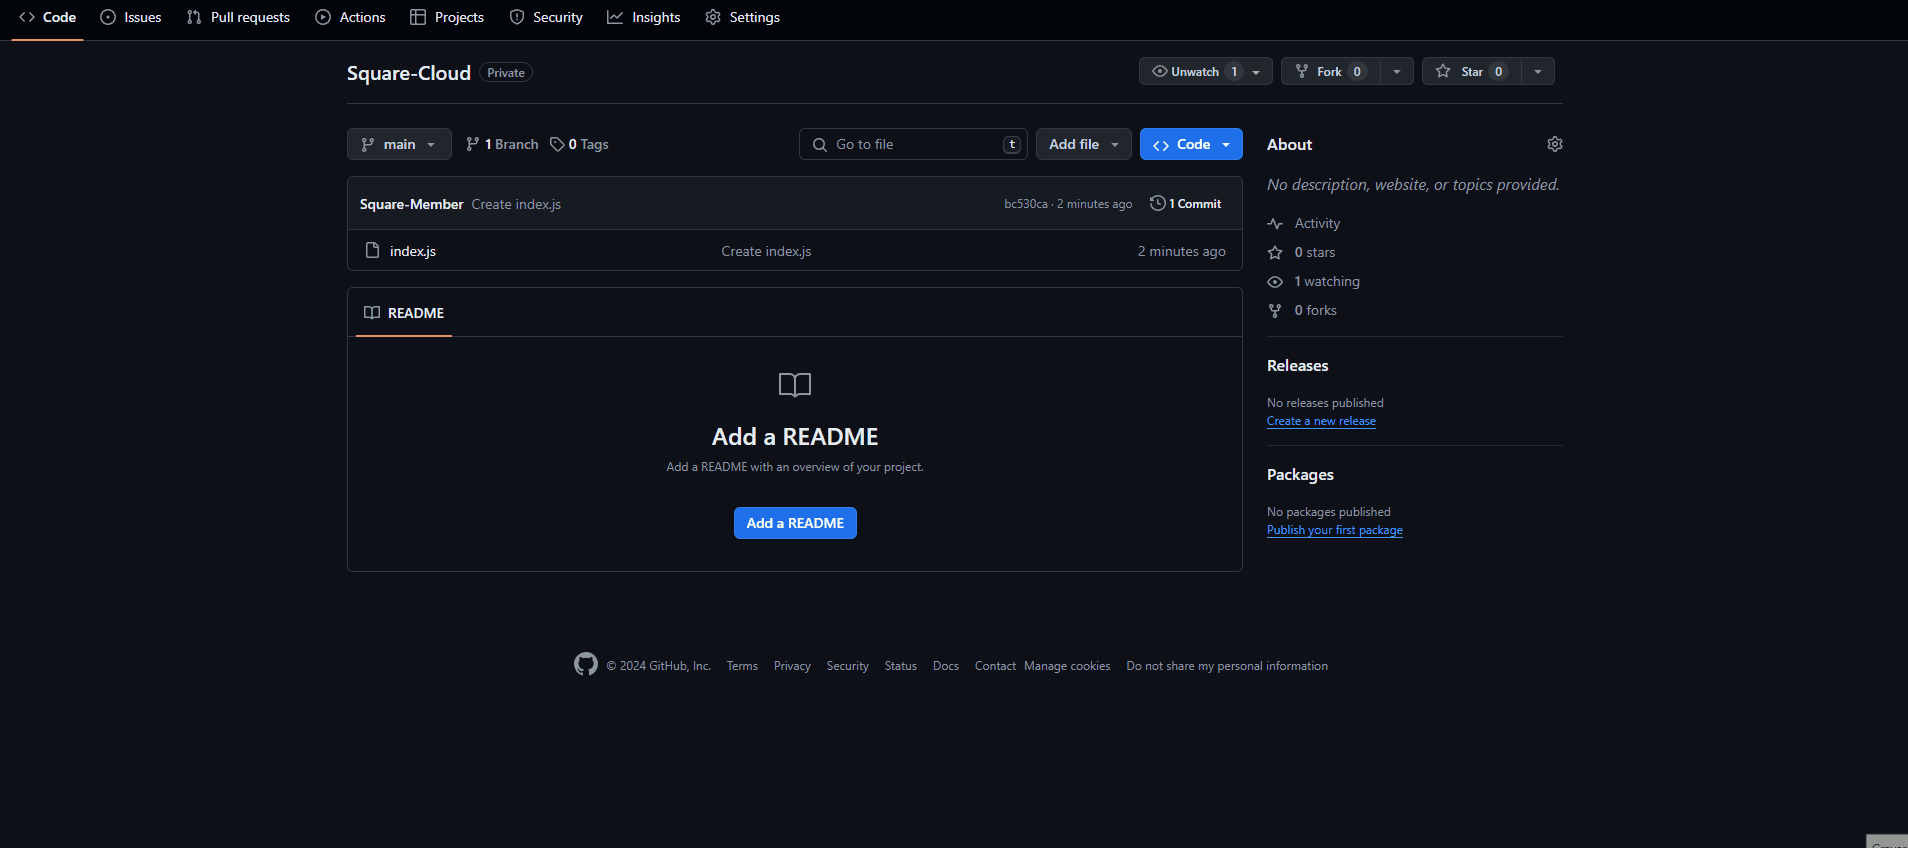 Code Issues Pull requests Actions Projects Security Insights Settings
Square-Cloud Private Unwatch 1 Fork 0 Star 0
main 1 Branch 0 Tags Go to file t Add file Code
Square-Member Create index.js bc530ca · 2 minutes ago 1 Commit
index.js Create index.js 2 minutes ago
README
Add a README
Add a README with an overview of your project.
Add a README
About
No description, website, or topics provided.
Activity
0 stars
1 watching
0 forks
Releases
No releases published
Create a new release
Packages
No packages published
Publish your first package
© 2024 GitHub, Inc. Terms Privacy Security Status Docs Contact Manage cookies Do not share my personal information